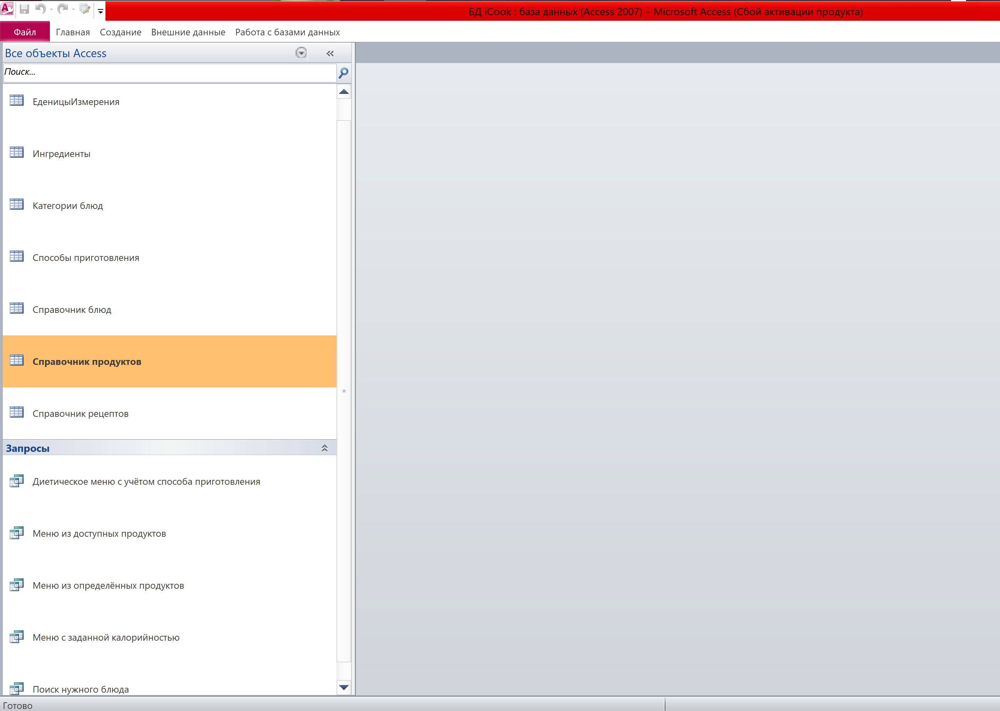 БД iCook : база данных (Access 2007) - Microsoft Access (Сбой активации продукта)
Файл Главная Создание Внешние данные Работа с базами данных
Все объекты Access
Поиск...
ЕденицыИзмерения
Ингредиенты
Категории блюд
Способы приготовления
Справочник блюд
Справочник продуктов
Справочник рецептов
Запросы
Диетическое меню с учётом способа приготовления
Меню из доступных продуктов
Меню из определённых продуктов
Меню с заданной калорийностью
Поиск нужного блюда
Готово